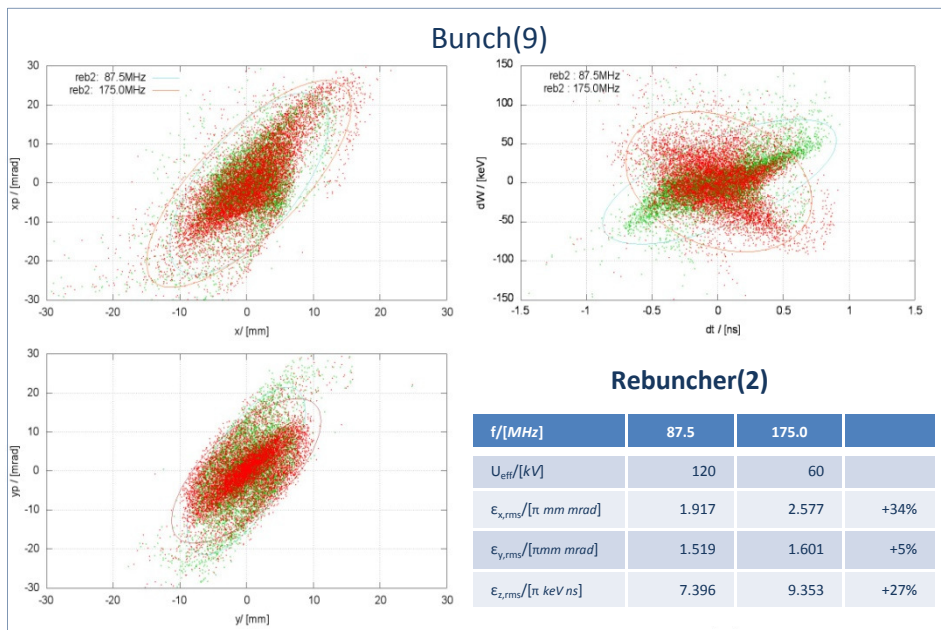 Bunch(9)
reb2: 87.5MHz
reb2: 175.0MHz
xp / [mrad]
30
20
10
0
-10
-20
-30
-30 -20 -10 0 10 20 30
x/ [mm]
reb2 : 87.5MHz
reb2 : 175.0MHz
dW / [keV]
150
100
50
0
-50
-100
-150
-1.5 -1 -0.5 0 0.5 1 1.5
dt / [ns]
yp / [mrad]
30
20
10
0
-10
-20
-30
-30 -20 -10 0 10 20 30
y/ [mm]
Rebuncher(2)
f/[MHz] 87.5 175.0
Ueff/[kV] 120 60
εx,rms/[π mm mrad] 1.917 2.577 +34%
εy,rms/[πmm mrad] 1.519 1.601 +5%
εz,rms/[π keV ns] 7.396 9.353 +27%